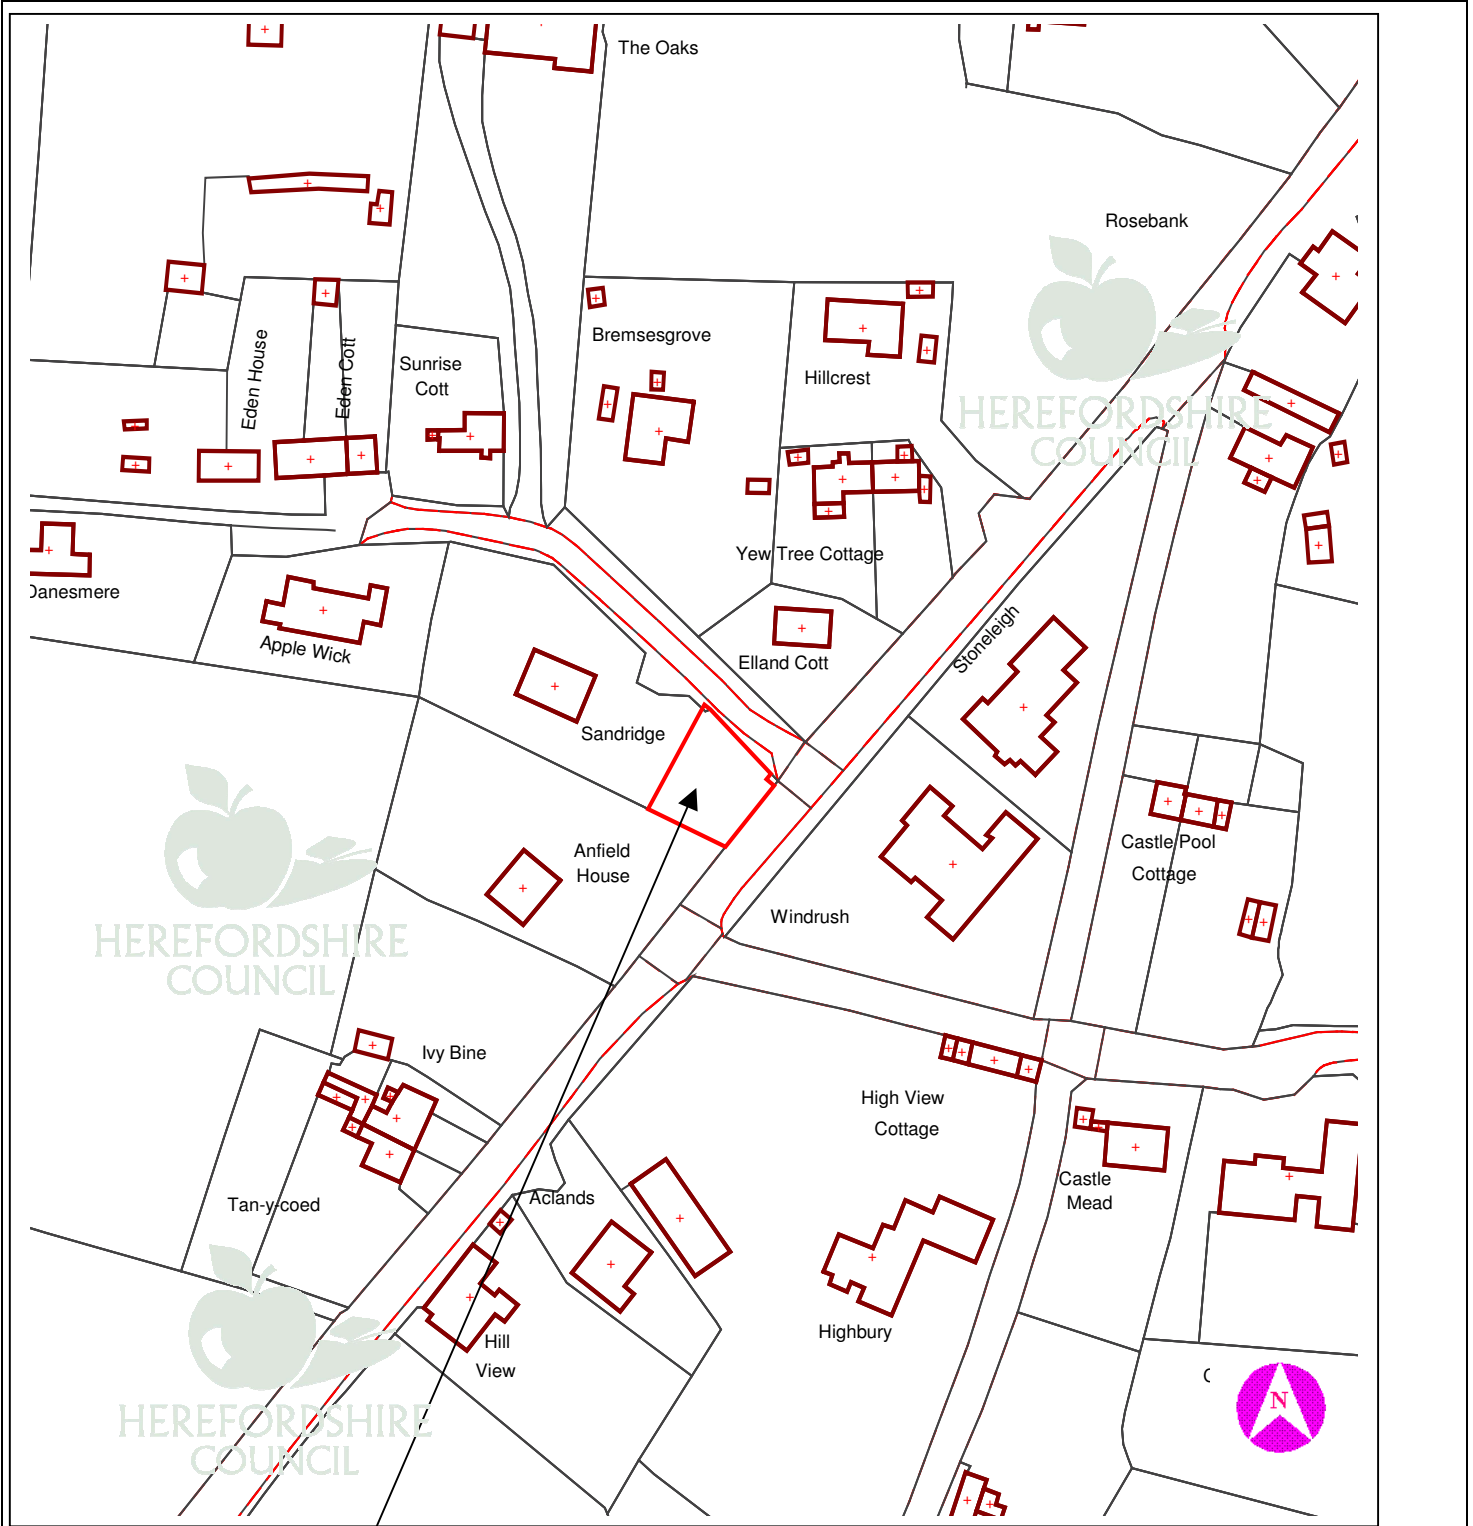 The Oaks
Rosebank
Bremsesgrove
Eden House
Eden Cott
Sunrise
Cott
Hillcrest
HEREFORDSHIRE
COUNCIL
Yew Tree Cottage
Danesmere
Apple Wick
Elland Cott
Stoneleigh
Sandridge
Castle Pool
Cottage
Anfield
House
Windrush
HEREFORDSHIRE
COUNCIL
Ivy Bine
High View
Cottage
Castle
Mead
Tan-y-coed
Aclands
Highbury
Hill
View
N
HEREFORDSHIRE
COUNCIL